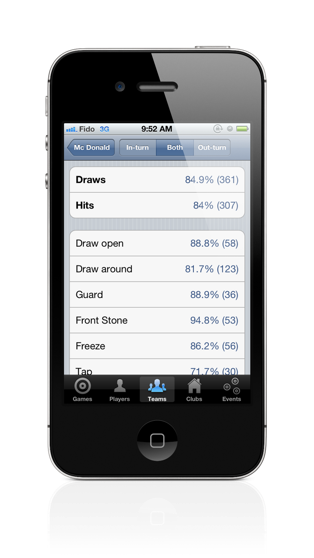 Fido 3G 9:52 AM
Mc Donald In-turn Both Out-turn
Draws 84.9% (361)
Hits 84% (307)
Draw open 88.8% (58)
Draw around 81.7% (123)
Guard 88.9% (36)
Front Stone 94.8% (53)
Freeze 86.2% (56)
Tap 71.7% (30)
Games Players Teams Clubs Events